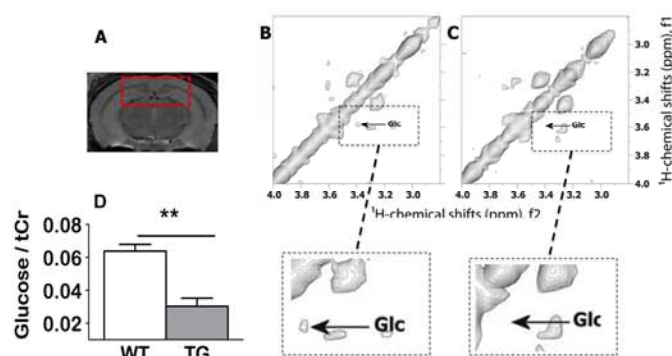 A
B
C
3.0
3.2
3.4
3.6
3.8
4.0
¹H-chemical shifts (ppm), f1
Glc
Glc
4.0 3.8 3.6 3.4 3.2 3.0
4.0 3.8 3.6 3.4 3.2 3.0
¹H-chemical shifts (ppm), f2
D
**
Glucose / tCr
0.08
0.06
0.04
0.02
WT TG
Glc
Glc